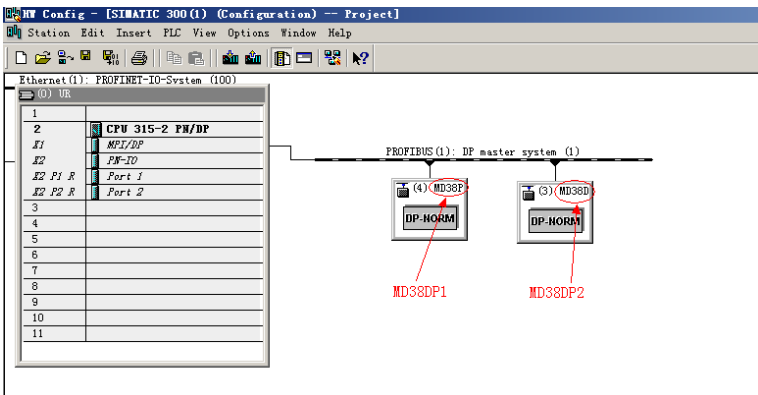 HW Config - [SIMATIC 300(1) (Configuration) -- Project]
Station Edit Insert PLC View Options Window Help
Ethernet(1): PROFINET-IO-System (100)
(0) UR
1
2 CPU 315-2 PN/DP
X1 MPI/DP
X2 PN-IO
X2 P1 R Port 1
X2 P2 R Port 2
3
4
5
6
7
8
9
10
11
PROFIBUS(1): DP master system (1)
(4) MD38P
DP-NORM
(3) MD38D
DP-NORM
MD38DP1
MD38DP2